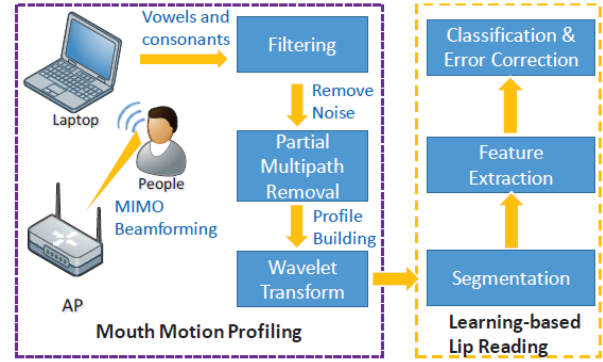 Vowels and
consonants
Laptop
People
MIMO
Beamforming
AP
Filtering
Remove
Noise
Partial
Multipath
Removal
Profile
Building
Wavelet
Transform
Mouth Motion Profiling
Classification &
Error Correction
Feature
Extraction
Segmentation
Learning-based
Lip Reading